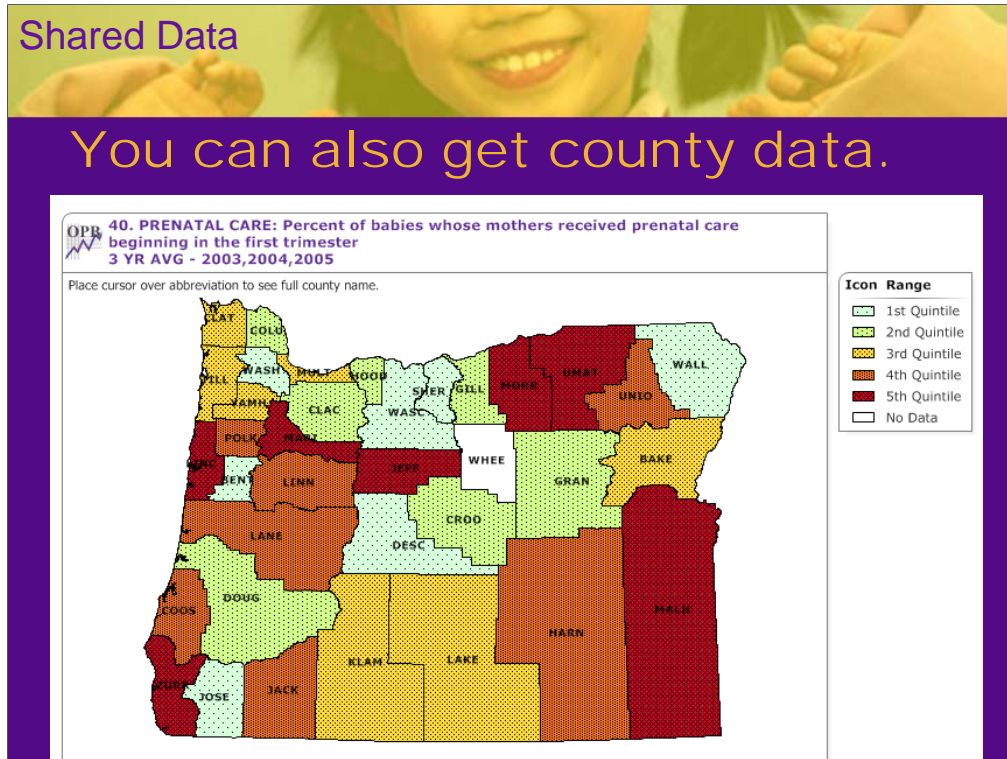 Shared Data
You can also get county data.
OPB
40. PRENATAL CARE: Percent of babies whose mothers received prenatal care
beginning in the first trimester
3 YR AVG - 2003,2004,2005
Place cursor over abbreviation to see full county name.
Icon Range
1st Quintile
2nd Quintile
3rd Quintile
4th Quintile
5th Quintile
No Data
CLAT
COLU
TILL
WASH
MULT
HOOD
YAMH
CLAC
WASC
SHER
GILL
MORR
UMAT
UNIO
WALL
POLK
MARI
LINC
BENT
LINN
JEFF
WHEE
GRAN
BAKE
LANE
CROO
DESC
DOUG
COOS
HARN
MALH
KLAM
LAKE
CURR
JOSE
JACK